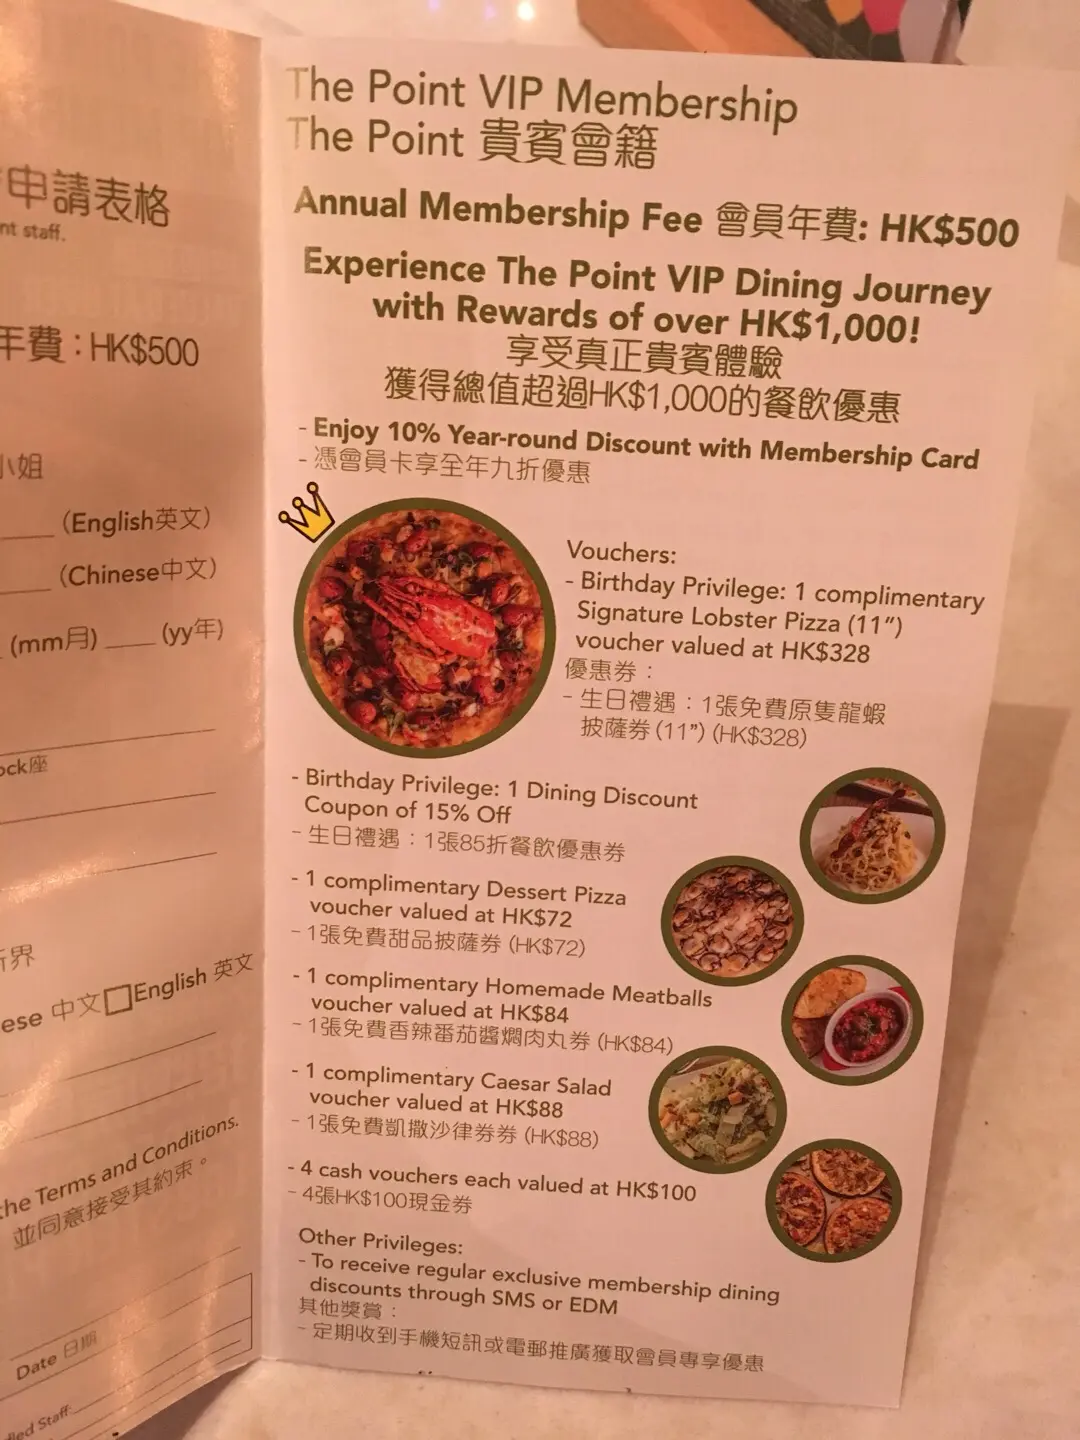 申請表格
nt staff.
年費：HK$500
小姐
(English英文)
(Chinese中文)
(mm月) ____ (yy年)
ock座
新界
ese 中文□English 英文
the Terms and Conditions.
並同意接受其約束。
Date 日期
dled Staff:
The Point VIP Membership
The Point 貴賓會籍
Annual Membership Fee 會員年費: HK$500
Experience The Point VIP Dining Journey
with Rewards of over HK$1,000!
享受真正貴賓體驗
獲得總值超過HK$1,000的餐飲優惠
- Enjoy 10% Year-round Discount with Membership Card
- 憑會員卡享全年九折優惠
Vouchers:
- Birthday Privilege: 1 complimentary
Signature Lobster Pizza (11”)
voucher valued at HK$328
優惠券：
- 生日禮遇：1張免費原隻龍蝦
披薩券 (11”) (HK$328)
- Birthday Privilege: 1 Dining Discount
Coupon of 15% Off
- 生日禮遇：1張85折餐飲優惠券
- 1 complimentary Dessert Pizza
voucher valued at HK$72
- 1張免費甜品披薩券 (HK$72)
- 1 complimentary Homemade Meatballs
voucher valued at HK$84
- 1張免費香辣番茄醬燜肉丸券 (HK$84)
- 1 complimentary Caesar Salad
voucher valued at HK$88
- 1張免費凱撒沙律券券 (HK$88)
- 4 cash vouchers each valued at HK$100
- 4張HK$100現金券
Other Privileges:
- To receive regular exclusive membership dining
discounts through SMS or EDM
其他獎賞：
- 定期收到手機短訊或電郵推廣獲取會員專享優惠